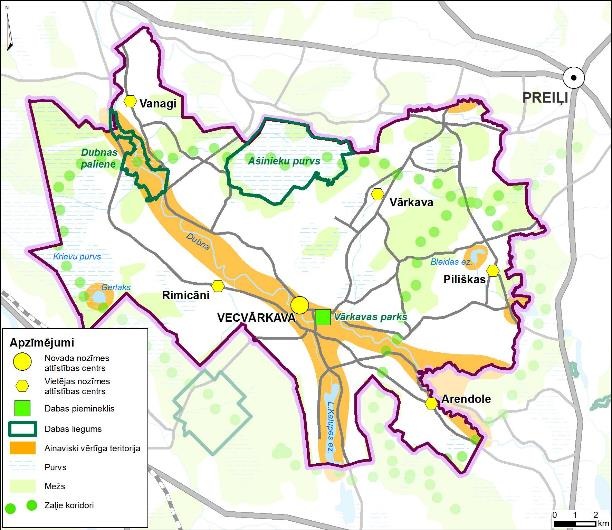 N
PREIĻI
Vanagi
Dubnas
paliene
Ašinieku purvs
Vārkava
Dubna
Krievu purvs
Bleidas ez.
Piliškas
Gerlaks
Rimicāni
VECVĀRKAVA
Vārkavas parks
Arendole
L.Kalupes ez.
Apzīmējumi
Novada nozīmes
attīstības centrs
Vietējas nozīmes
attīstības centrs
Dabas piemineklis
Dabas liegums
Ainaviski vērtīga teritorija
Purvs
Mežs
Zaļie koridori
0 1 2
km